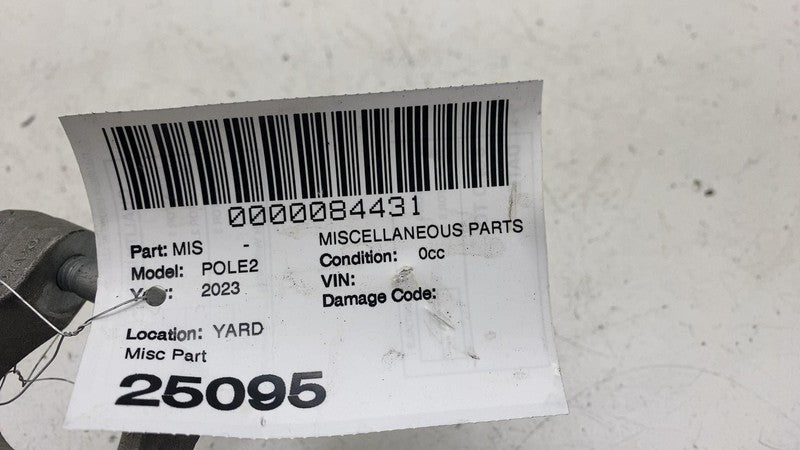 0000084431
Part: MIS - MISCELLANEOUS PARTS
Model: POLE2 Condition: 0cc
2023 VIN:
Damage Code:
Location: YARD
Misc Part
25095